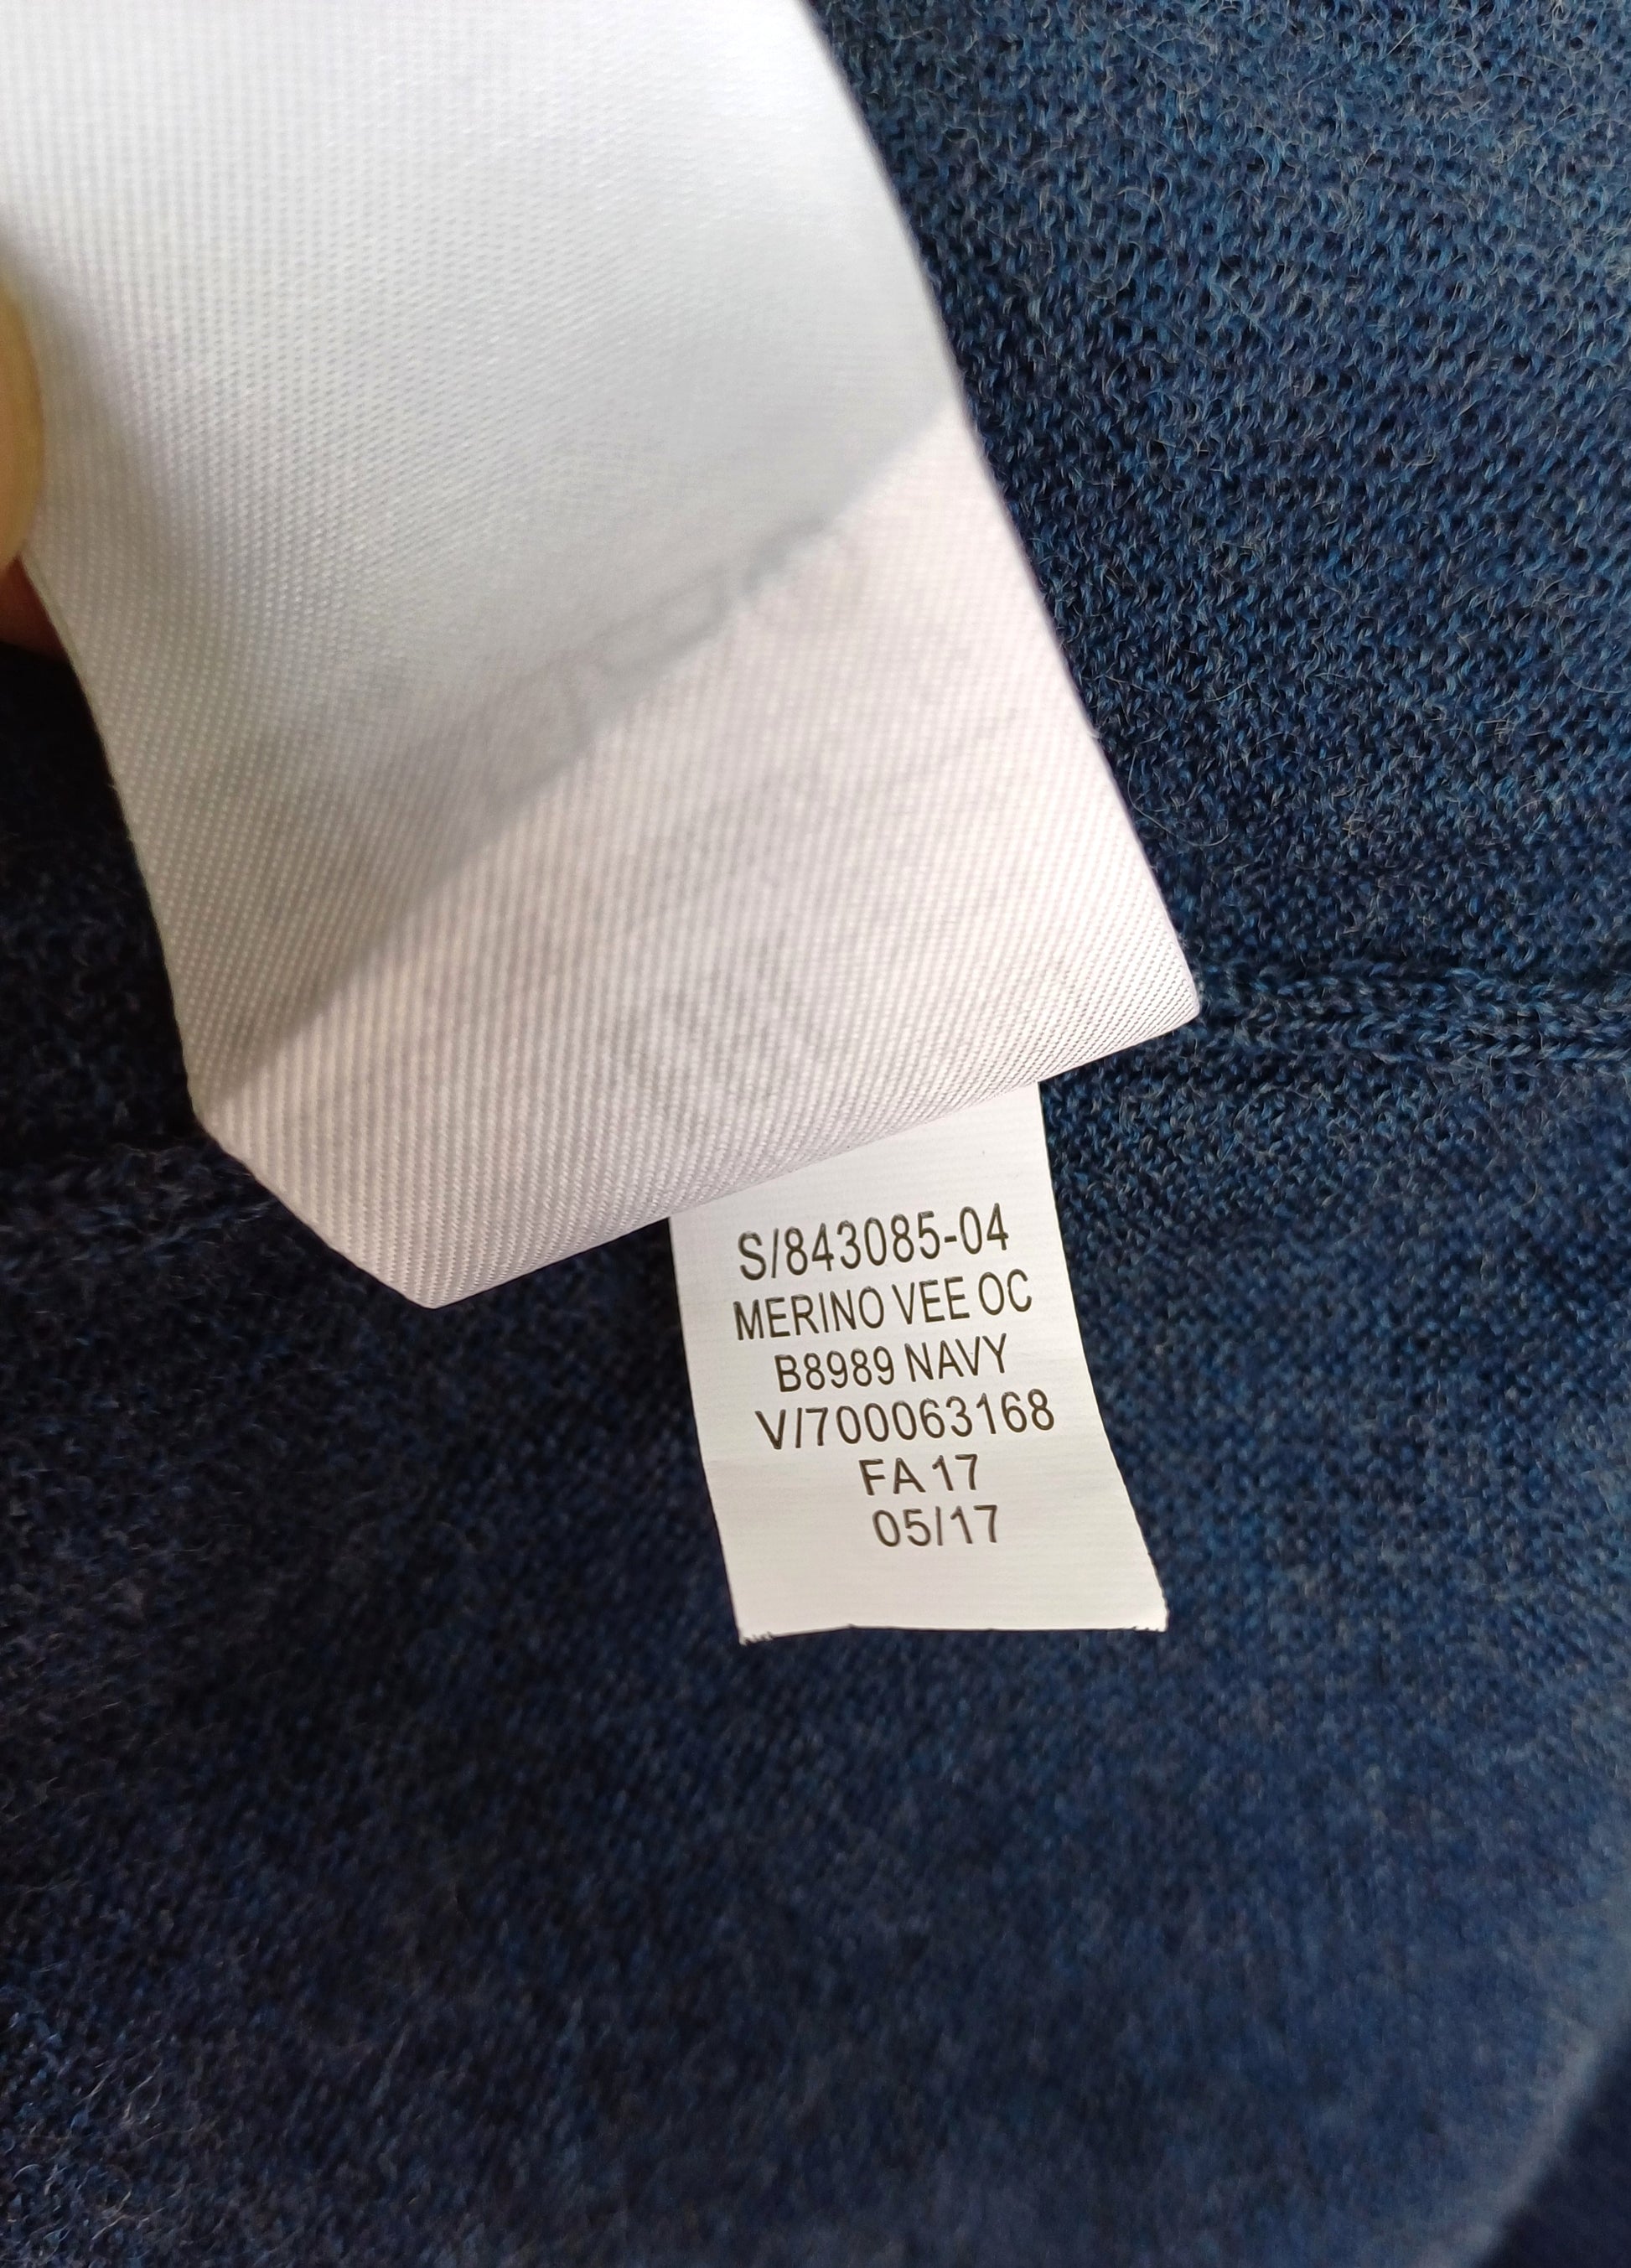 S/843085-04
MERINO VEE OC
B8989 NAVY
V/700063168
FA 17
05/17